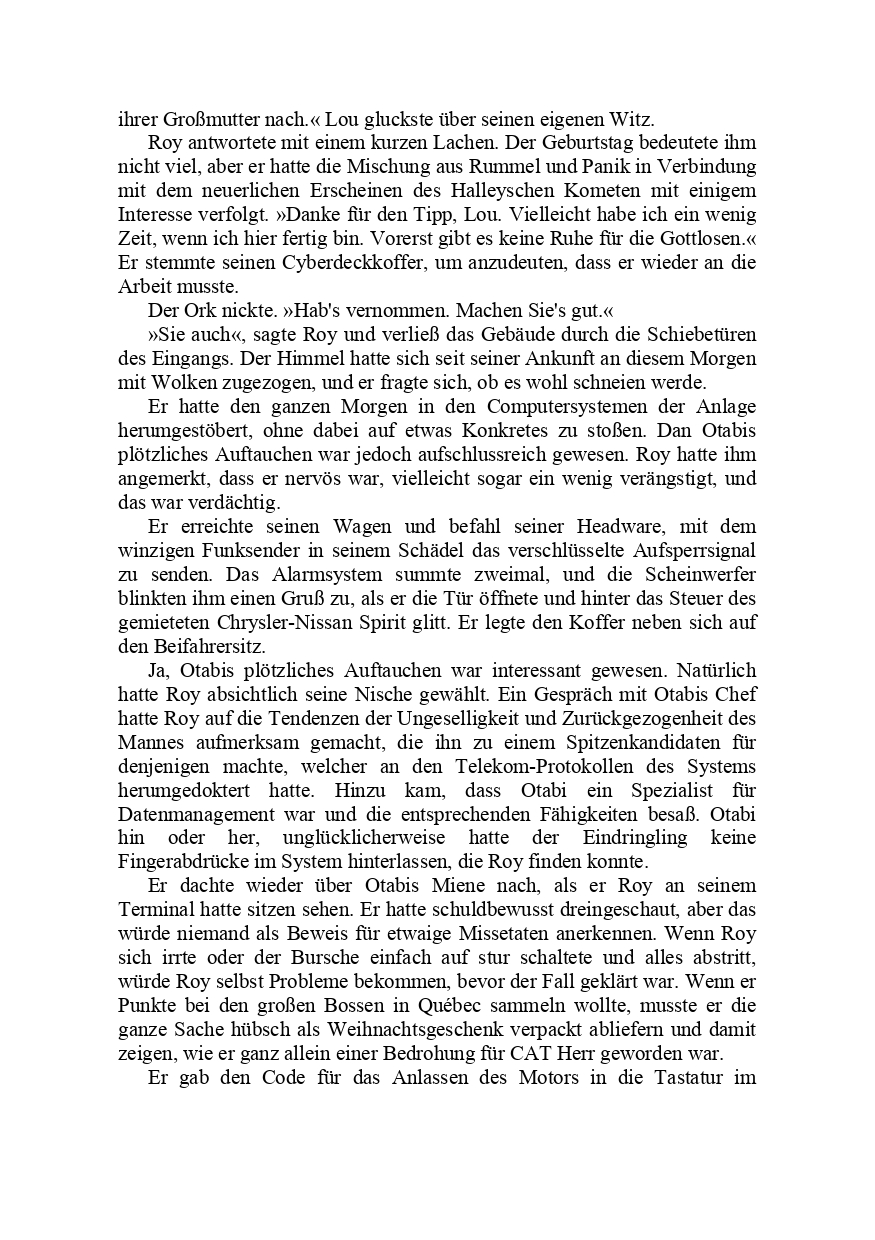 ihrer Großmutter nach.« Lou gluckste über seinen eigenen Witz.
Roy antwortete mit einem kurzen Lachen. Der Geburtstag bedeutete ihm
nicht viel, aber er hatte die Mischung aus Rummel und Panik in Verbindung
mit dem neuerlichen Erscheinen des Halleyschen Kometen mit einigem
Interesse verfolgt. »Danke für den Tipp, Lou. Vielleicht habe ich ein wenig
Zeit, wenn ich hier fertig bin. Vorerst gibt es keine Ruhe für die Gottlosen.«
Er stemmte seinen Cyberdeckkoffer, um anzudeuten, dass er wieder an die
Arbeit musste.
Der Ork nickte. »Hab's vernommen. Machen Sie's gut.«
»Sie auch«, sagte Roy und verließ das Gebäude durch die Schiebetüren
des Eingangs. Der Himmel hatte sich seit seiner Ankunft an diesem Morgen
mit Wolken zugezogen, und er fragte sich, ob es wohl schneien werde.
Er hatte den ganzen Morgen in den Computersystemen der Anlage
herumgestöbert, ohne dabei auf etwas Konkretes zu stoßen. Dan Otabis
plötzliches Auftauchen war jedoch aufschlussreich gewesen. Roy hatte ihm
angemerkt, dass er nervös war, vielleicht sogar ein wenig verängstigt, und
das war verdächtig.
Er erreichte seinen Wagen und befahl seiner Headware, mit dem
winzigen Funksender in seinem Schädel das verschlüsselte Aufsperrsignal
zu senden. Das Alarmsystem summte zweimal, und die Scheinwerfer
blinkten ihm einen Gruß zu, als er die Tür öffnete und hinter das Steuer des
gemieteten Chrysler-Nissan Spirit glitt. Er legte den Koffer neben sich auf
den Beifahrersitz.
Ja, Otabis plötzliches Auftauchen war interessant gewesen. Natürlich
hatte Roy absichtlich seine Nische gewählt. Ein Gespräch mit Otabis Chef
hatte Roy auf die Tendenzen der Ungeselligkeit und Zurückgezogenheit des
Mannes aufmerksam gemacht, die ihn zu einem Spitzenkandidaten für
denjenigen machte, welcher an den Telekom-Protokollen des Systems
herumgedoktert hatte. Hinzu kam, dass Otabi ein Spezialist für
Datenmanagement war und die entsprechenden Fähigkeiten besaß. Otabi
hin oder her, unglücklicherweise hatte der Eindringling keine
Fingerabdrücke im System hinterlassen, die Roy finden konnte.
Er dachte wieder über Otabis Miene nach, als er Roy an seinem
Terminal hatte sitzen sehen. Er hatte schuldbewusst dreingeschaut, aber das
würde niemand als Beweis für etwaige Missetaten anerkennen. Wenn Roy
sich irrte oder der Bursche einfach auf stur schaltete und alles abstritt,
würde Roy selbst Probleme bekommen, bevor der Fall geklärt war. Wenn er
Punkte bei den großen Bossen in Québec sammeln wollte, musste er die
ganze Sache hübsch als Weihnachtsgeschenk verpackt abliefern und damit
zeigen, wie er ganz allein einer Bedrohung für CAT Herr geworden war.
Er gab den Code für das Anlassen des Motors in die Tastatur im